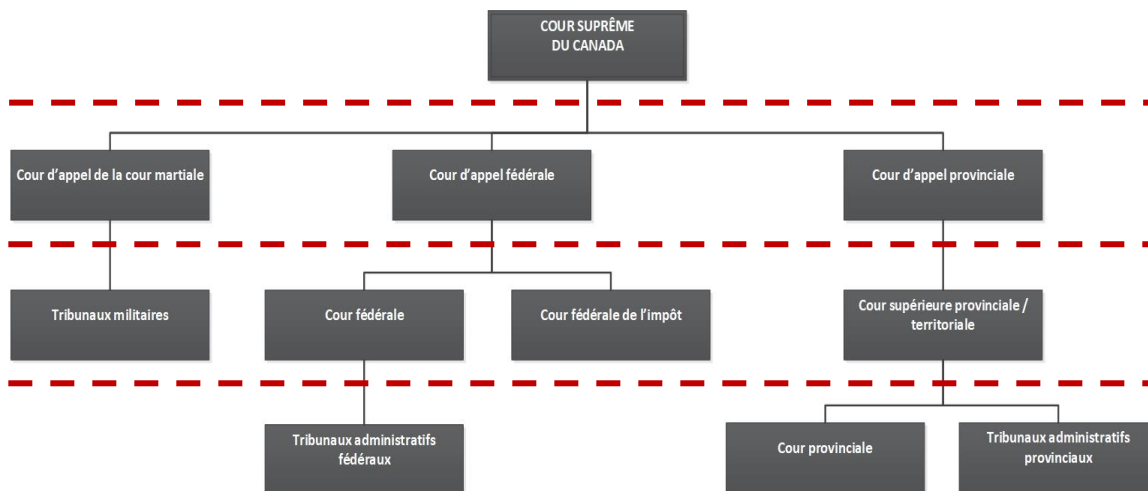 COUR SUPRÊME
DU CANADA
Cour d'appel de la cour martiale
Cour d'appel fédérale
Cour d'appel provinciale
Tribunaux militaires
Cour fédérale
Cour fédérale de l'impôt
Cour supérieure provinciale /
territoriale
Tribunaux administratifs
fédéraux
Cour provinciale
Tribunaux administratifs
provinciaux